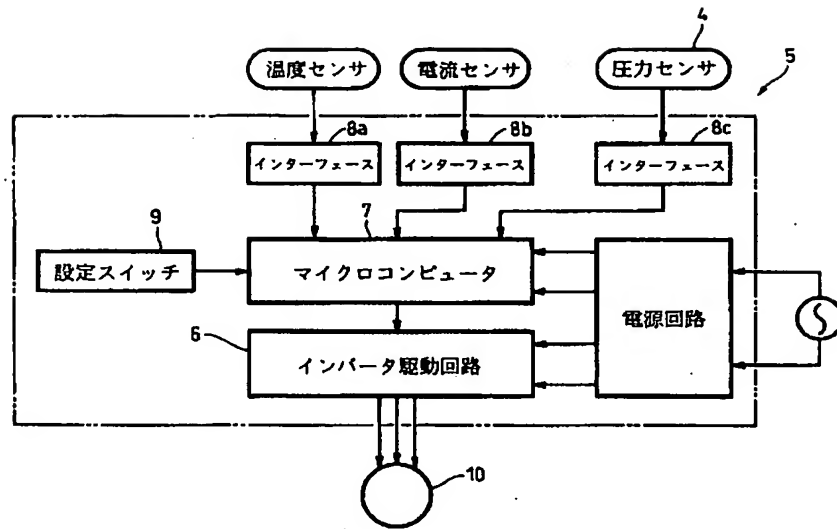 4
5
温度センサ 電流センサ 圧力センサ
8a 8b 8c
インターフェース インターフェース インターフェース
7
9
設定スイッチ マイクロコンピュータ
電源回路
6
インバータ駆動回路
10